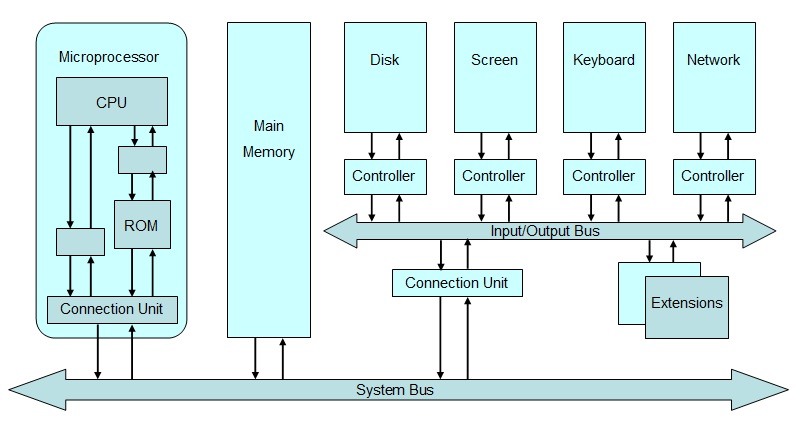 Microprocessor
CPU
ROM
Connection Unit
Main
Memory
Disk
Screen
Keyboard
Network
Controller
Controller
Controller
Controller
Input/Output Bus
Connection Unit
Extensions
System Bus